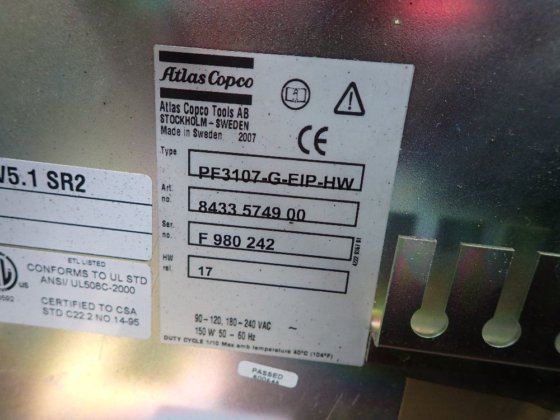 Atlas Copco
Atlas Copco Tools AB
STOCKHOLM - SWEDEN
Made in Sweden 2007
CE
Type
PF3107-G-EIP-HW
Art.
no.
8433 5749 00
Ser.
no.
F 980 242
HW
rel.
17
90-120, 180-240 VAC ~
150 W 50 - 60 Hz
DUTY CYCLE 1/10 Max amb temperature 40°C (104°F)
5.1 SR2
ETL LISTED
CONFORMS TO UL STD
ANSI/ UL508C-2000
CERTIFIED TO CSA
STD C22.2 NO.14-95
us
PASSED